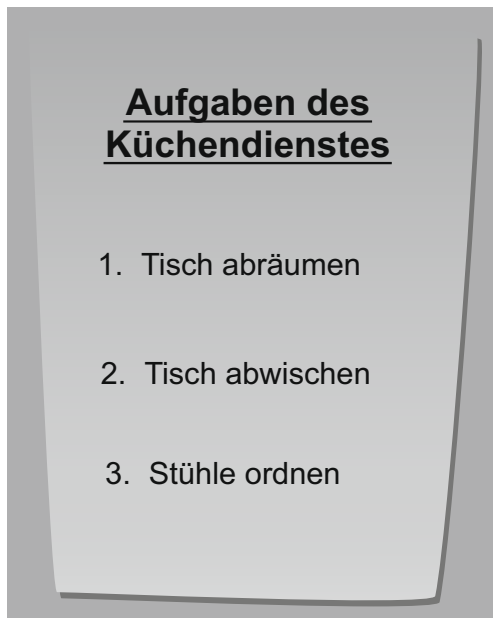 Aufgaben des
Küchendienstes
1. Tisch abräumen
2. Tisch abwischen
3. Stühle ordnen